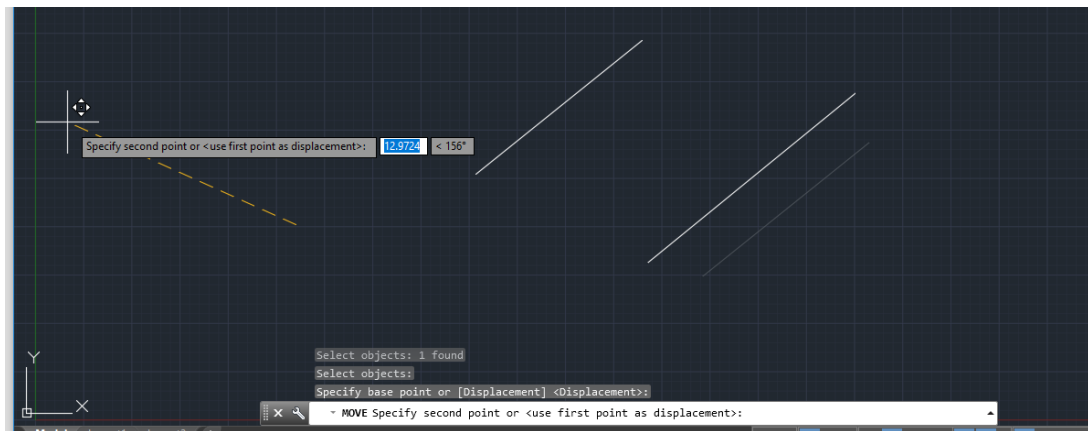 Specify second point or <use first point as displacement>: 12.9724 < 156°
Y
X
Select objects: 1 found
Select objects:
Specify base point or [Displacement] <Displacement>:
MOVE Specify second point or <use first point as displacement>: